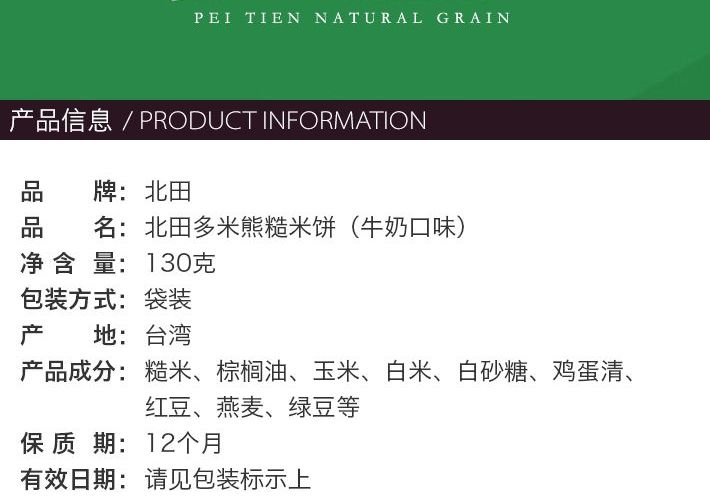 PEI TIEN NATURAL GRAIN
产品信息 / PRODUCT INFORMATION
品 牌：北田
品 名：北田多米熊糙米饼（牛奶口味）
净 含 量：130克
包装方式：袋装
产 地：台湾
产品成分：糙米、棕榈油、玉米、白米、白砂糖、鸡蛋清、
红豆、燕麦、绿豆等
保 质 期：12个月
有效日期：请见包装标示上